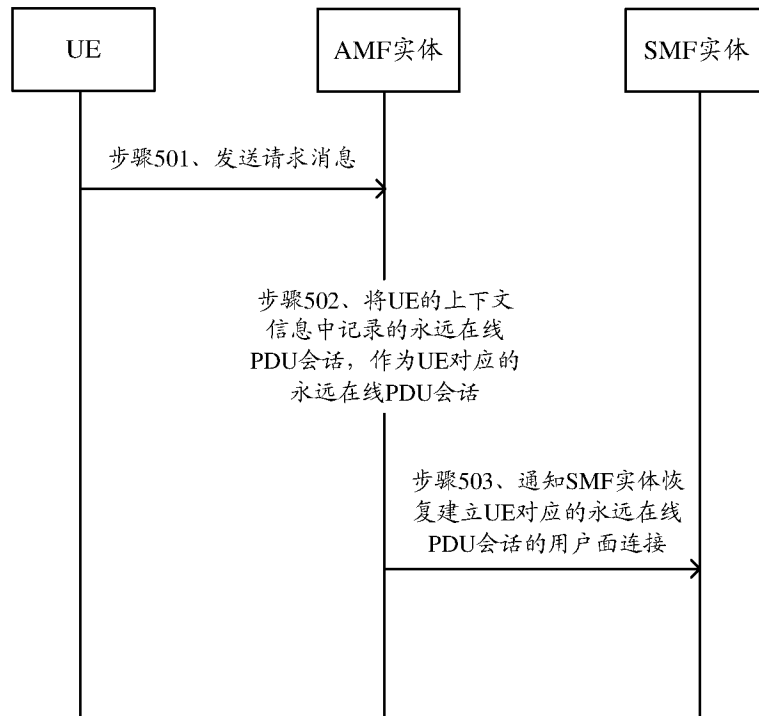 UE
AMF实体
SMF实体
步骤501、发送请求消息
步骤502、将UE的上下文
信息中记录的永远在线
PDU会话，作为UE对应的
永远在线PDU会话
步骤503、通知SMF实体恢
复建立UE对应的永远在线
PDU会话的用户面连接